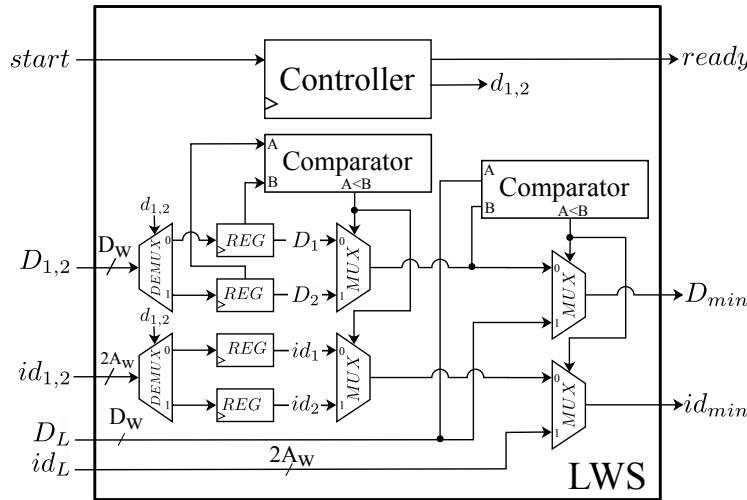 start
Controller
ready
d1,2
A
Comparator
B
A<B
A
Comparator
B
A<B
d1,2
D1,2
DW
DEMUX
0
1
REG
D1
REG
D2
0
MUX
1
0
MUX
1
Dmin
d1,2
id1,2
2AW
DEMUX
0
1
REG
id1
REG
id2
0
MUX
1
0
MUX
1
idmin
DL
DW
idL
2AW
LWS